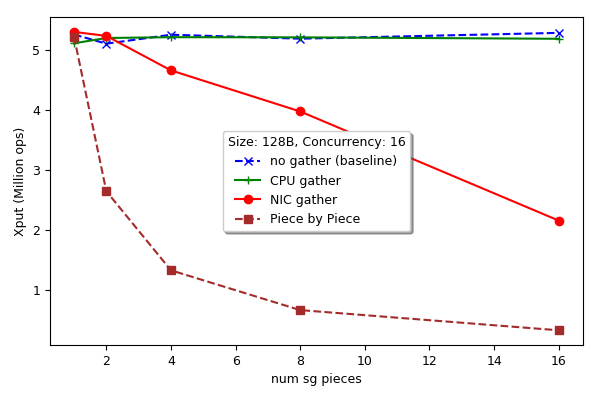 5
4
3
2
1
Xput (Million ops)
Size: 128B, Concurrency: 16
no gather (baseline)
CPU gather
NIC gather
Piece by Piece
2 4 6 8 10 12 14 16
num sg pieces